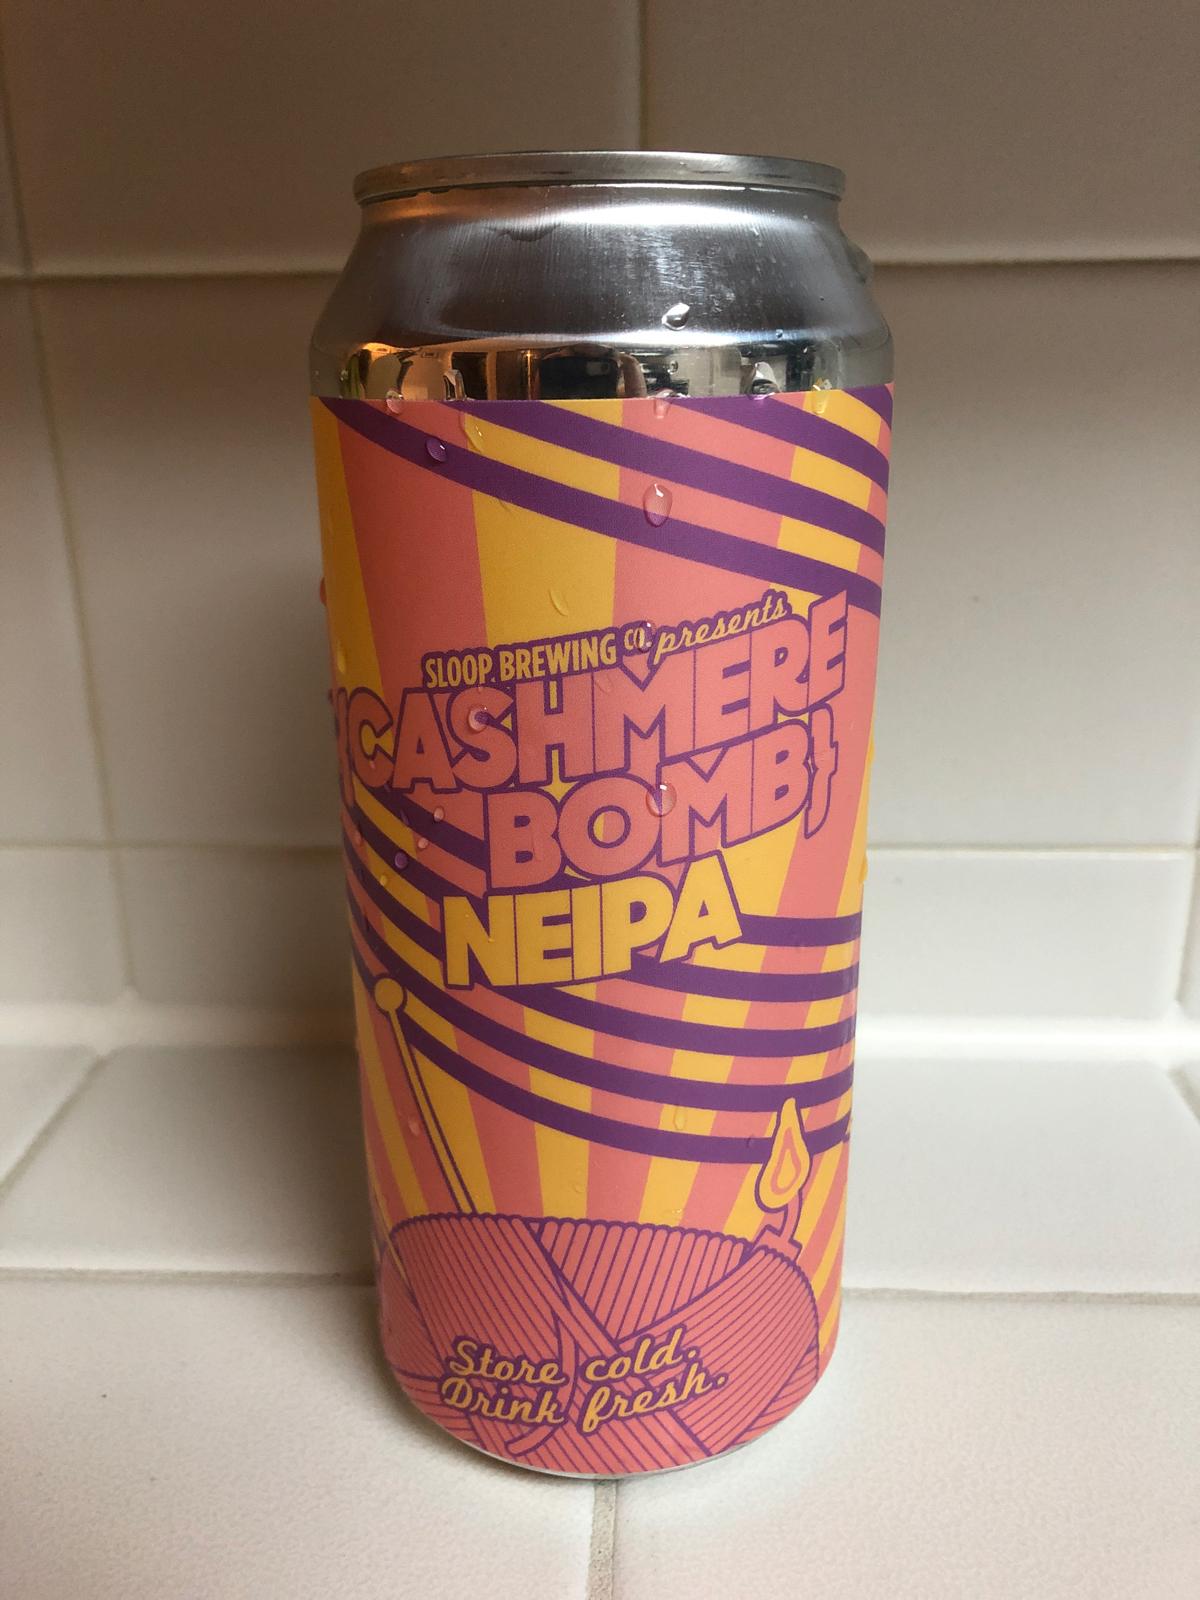 SLOOP BREWING CO. presents
CASHMERE
BOMB
NEIPA
Store cold.
Drink fresh.